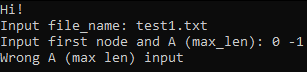 Hi!
Input file_name: test1.txt
Input first node and A (max_len): 0 -1
Wrong A (max len) input